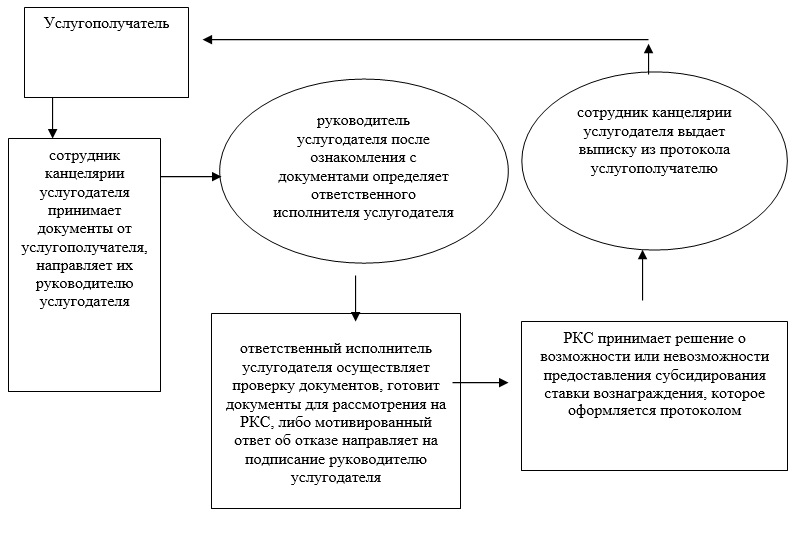 Услугополучатель
сотрудник
канцелярии
услугодателя
принимает
документы от
услугополучателя,
направляет их
руководителю
услугодателя
руководитель
услугодателя после
ознакомления с
документами определяет
ответственного
исполнителя услугодателя
ответственный исполнитель
услугодателя осуществляет
проверку документов, готовит
документы для рассмотрения на
РКС, либо мотивированный
ответ об отказе направляет на
подписание руководителю
услугодателя
РКС принимает решение о
возможности или невозможности
предоставления субсидирования
ставки вознаграждения, которое
оформляется протоколом
сотрудник канцелярии
услугодателя выдает
выписку из протокола
услугополучателю